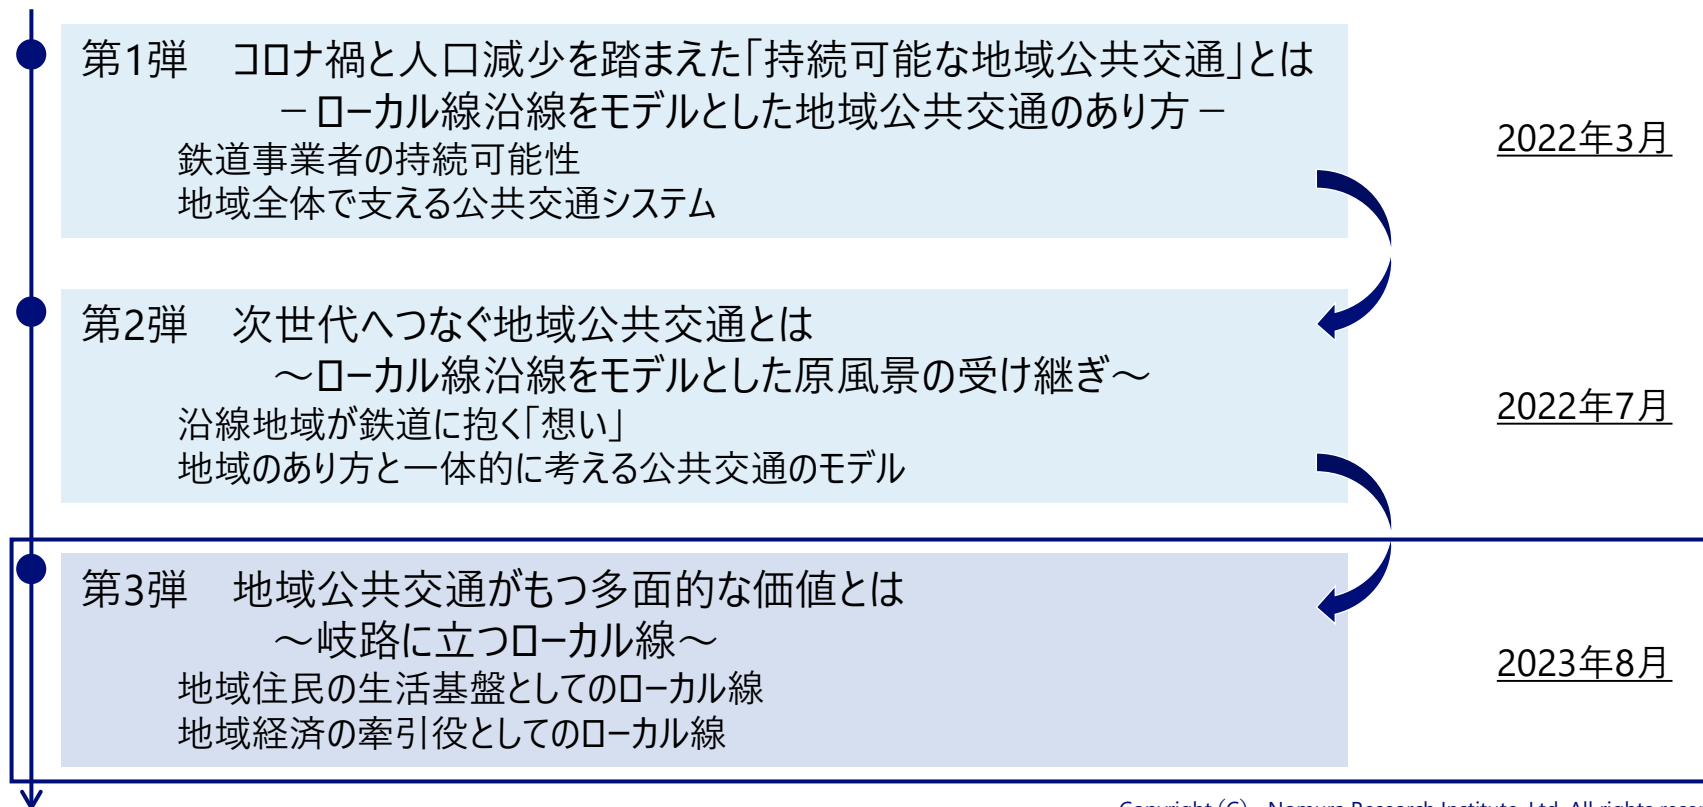 第1弾　コロナ禍と人口減少を踏まえた「持続可能な地域公共交通」とは
－ローカル線沿線をモデルとした地域公共交通のあり方－
鉄道事業者の持続可能性
地域全体で支える公共交通システム
2022年3月
第2弾　次世代へつなぐ地域公共交通とは
～ローカル線沿線をモデルとした原風景の受け継ぎ～
沿線地域が鉄道に抱く「想い」
地域のあり方と一体的に考える公共交通のモデル
2022年7月
第3弾　地域公共交通がもつ多面的な価値とは
～岐路に立つローカル線～
地域住民の生活基盤としてのローカル線
地域経済の牽引役としてのローカル線
2023年8月
Copyright（C） Nomura Research Institute, Ltd. All rights